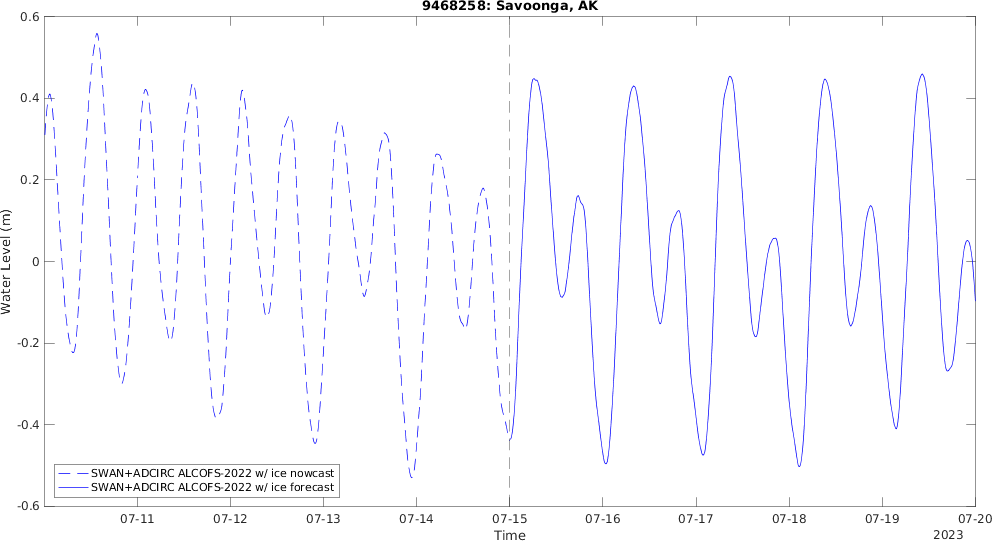 9468258: Savoonga, AK
0.6
0.4
0.2
0
-0.2
-0.4
-0.6
Water Level (m)
SWAN+ADCIRC ALCOFS-2022 w/ ice nowcast
SWAN+ADCIRC ALCOFS-2022 w/ ice forecast
07-11 07-12 07-13 07-14 07-15 07-16 07-17 07-18 07-19 07-20
Time
2023